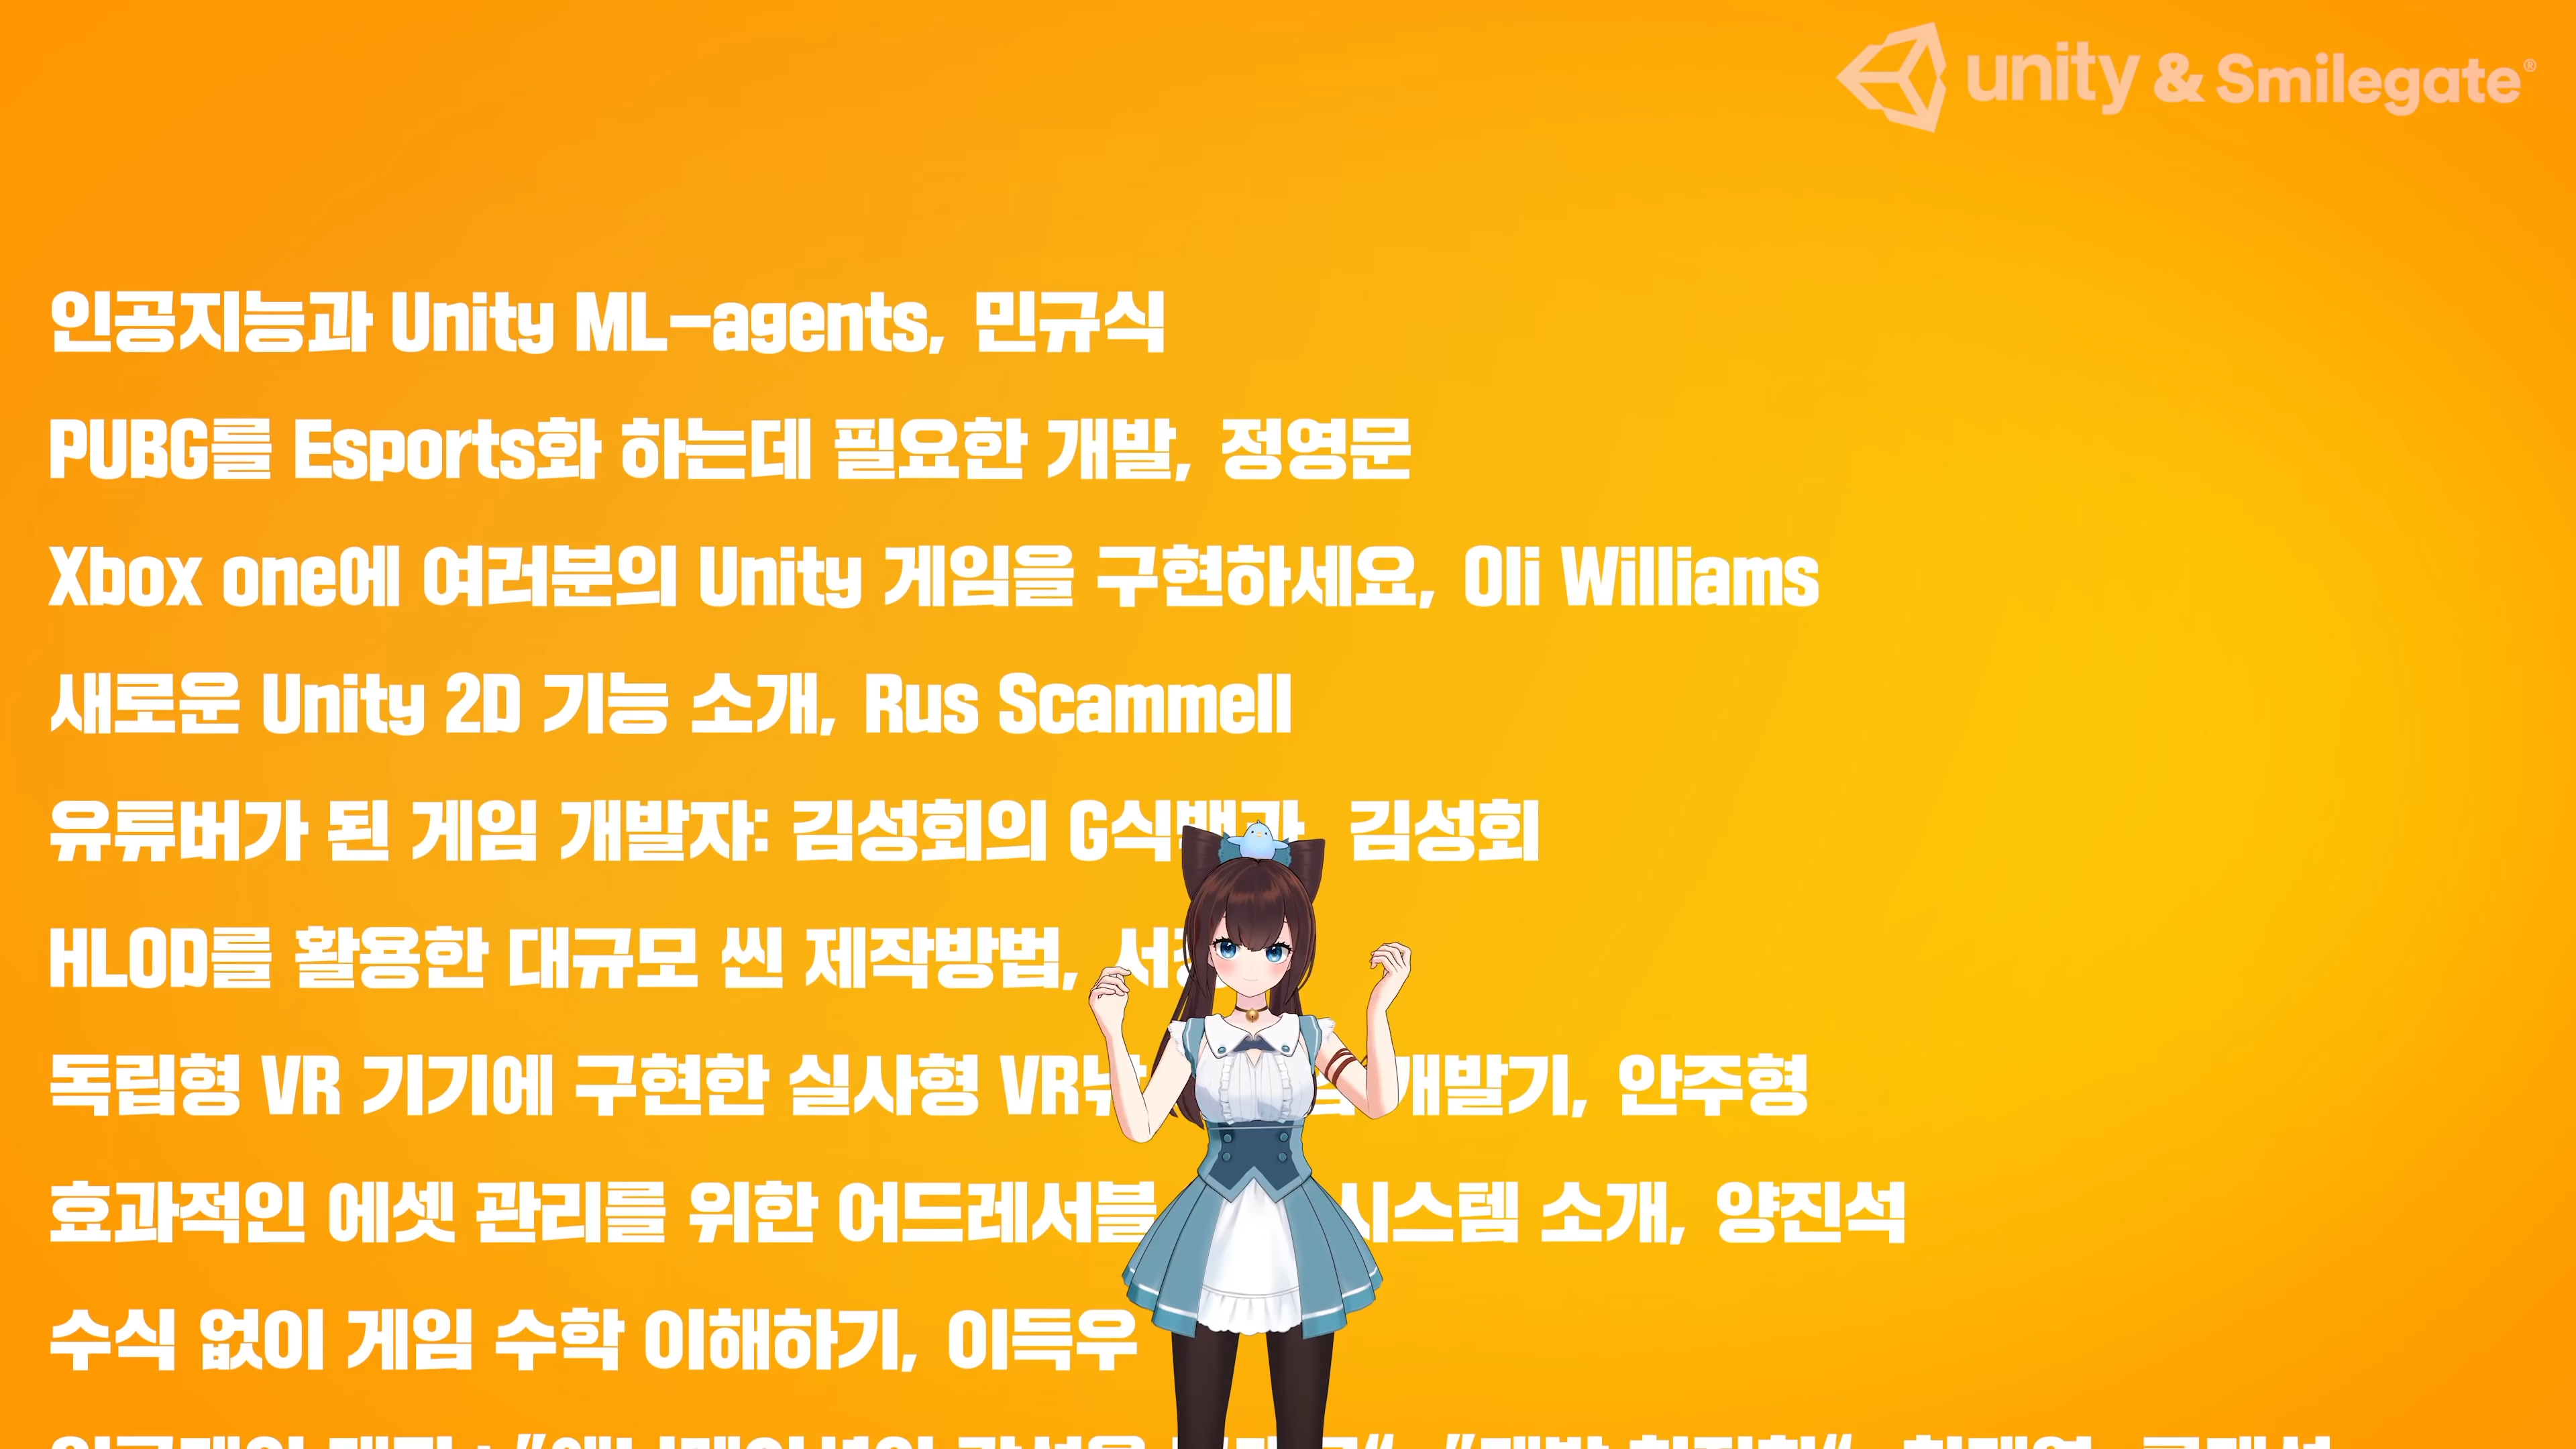 unity & Smilegate®
인공지능과 Unity ML-agents, 민규식
PUBG를 Esports화 하는데 필요한 개발, 정영문
Xbox one에 여러분의 Unity 게임을 구현하세요, Oli Williams
새로운 Unity 2D 기능 소개, Rus Scammell
유튜버가 된 게임 개발자: 김성회의 김성회
HLOD를 활용한 대규모 씬 제작방법,
독립형 VR 기기에 구현한 실사형 개발기, 안주형
효과적인 에셋 관리를 위한 어드레서블 시스템 소개, 양진석
수식 없이 게임 수학 이해하기, 이득우